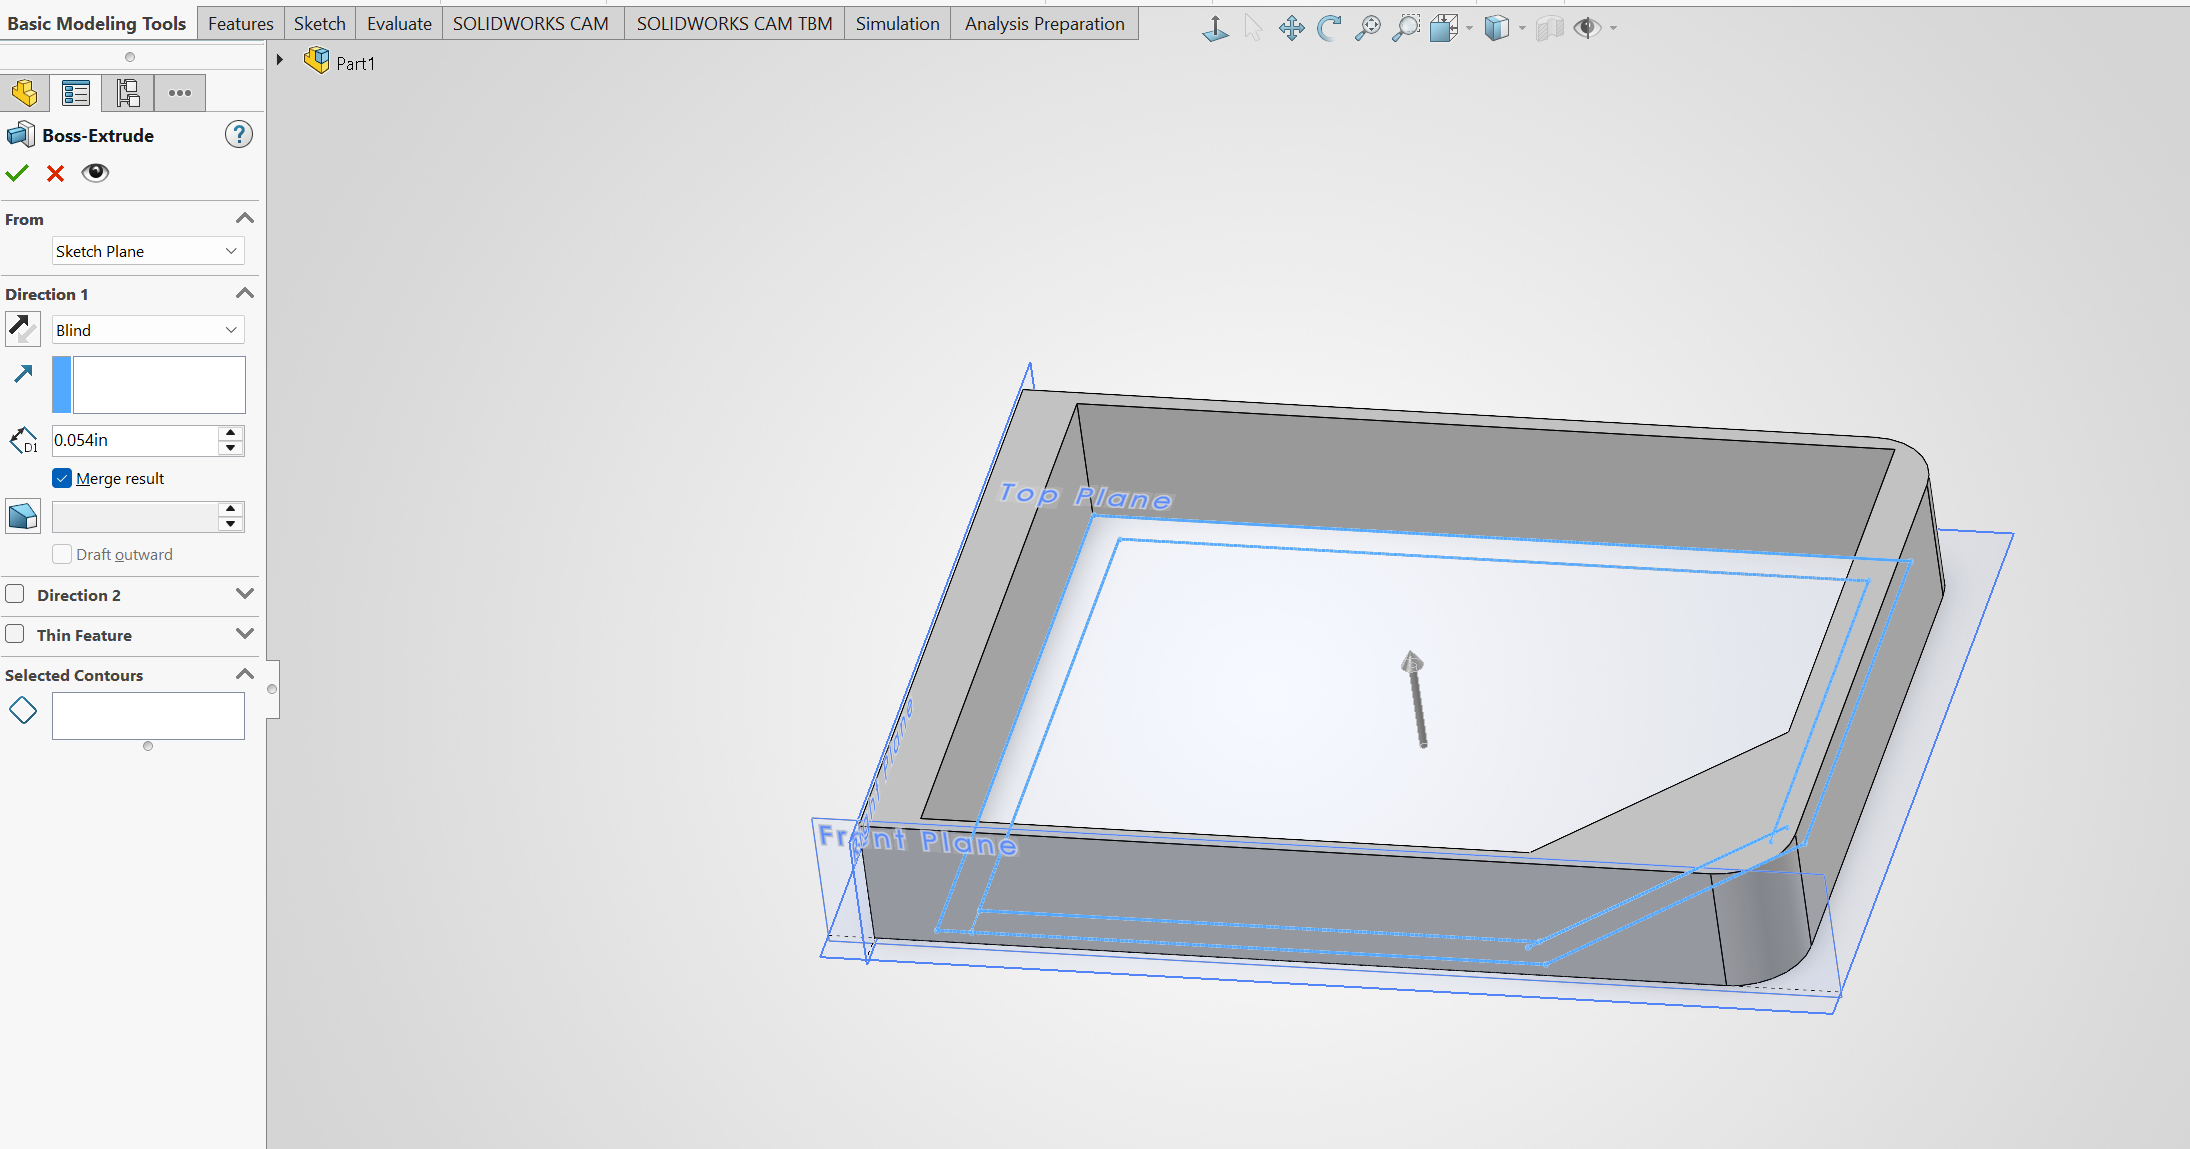 Basic Modeling Tools Features Sketch Evaluate SOLIDWORKS CAM SOLIDWORKS CAM TBM Simulation Analysis Preparation
Part1
Boss-Extrude ?
From
Sketch Plane
Direction 1
Blind
D1 0.054in
Merge result
Draft outward
Direction 2
Thin Feature
Selected Contours
Top Plane
Front Plane